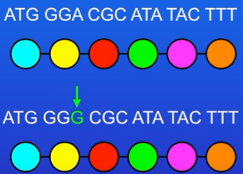 ATG GGA CGC ATA TAC TTT
ATG GGG CGC ATA TAC TTT